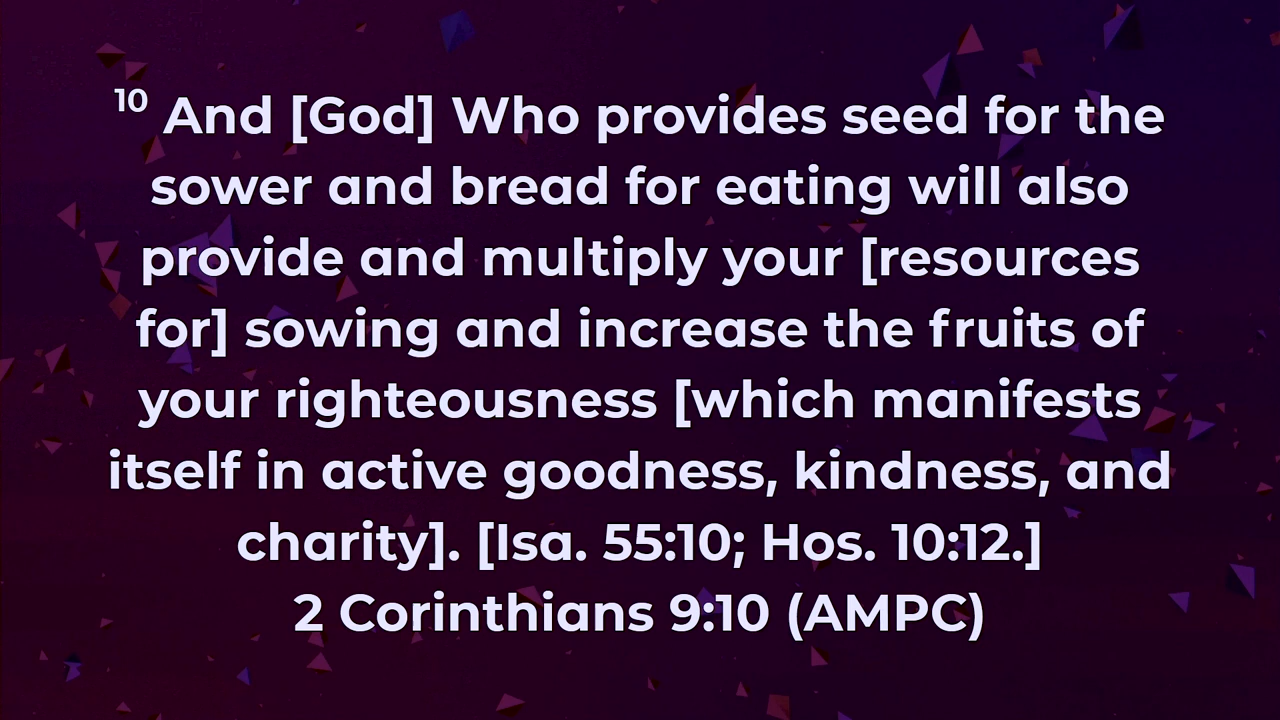 10 And [God] Who provides seed for the
sower and bread for eating will also
provide and multiply your [resources
for] sowing and increase the fruits of
your righteousness [which manifests
itself in active goodness, kindness, and
charity]. [Isa. 55:10; Hos. 10:12.]
2 Corinthians 9:10 (AMPC)